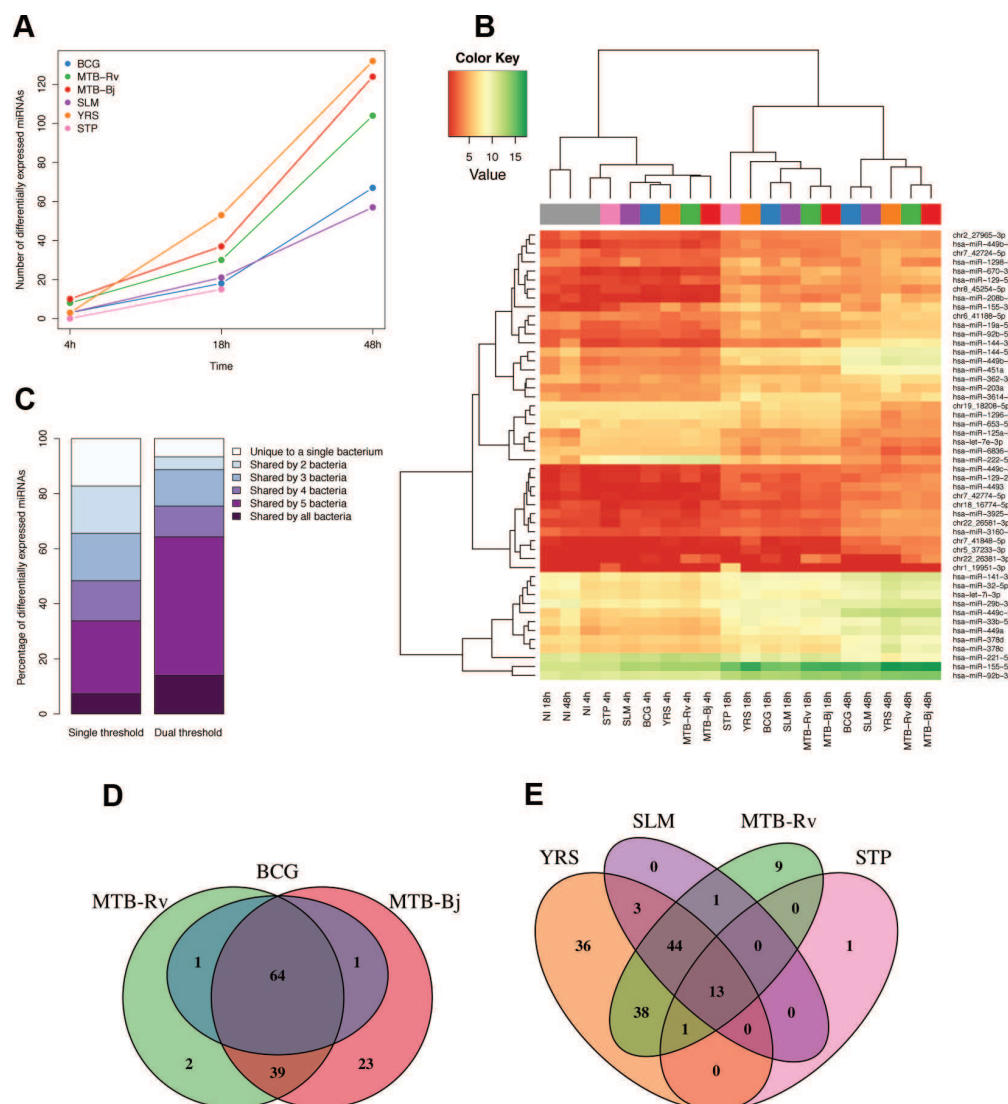 A
BCG
MTB-Rv
MTB-Bj
SLM
YRS
STP
Number of differentially expressed miRNAs
0
20
40
60
80
100
120
4h
18h
48h
Time
B
Color Key
5
10
15
Value
chr2_27965-3p
hsa-miR-449b-
chr7_42724-5p
hsa-miR-1298-
hsa-miR-670-3
hsa-miR-129-5
chr8_45254-5p
hsa-miR-208b-
hsa-miR-155-3
chr6_41188-5p
hsa-miR-19a-5
hsa-miR-92b-5
hsa-miR-144-3
hsa-miR-144-5
hsa-miR-449b-
hsa-miR-451a
hsa-miR-362-3
hsa-miR-203a
hsa-miR-3614-
chr19_18208-5p
hsa-miR-1296-
hsa-miR-653-5
hsa-miR-125a-
hsa-let-7e-3p
hsa-miR-6836-
hsa-miR-222-5
hsa-miR-449c-
hsa-miR-129-2
hsa-miR-4493
chr7_42774-5p
chr18_16774-5p
hsa-miR-3925-
chr22_26581-3p
hsa-miR-3160-
chr7_41848-5p
chr5_37233-3p
chr22_26381-3p
chr1_19951-3p
hsa-miR-141-3
hsa-miR-32-5p
hsa-let-7i-3p
hsa-miR-29b-3
hsa-miR-449c-
hsa-miR-33b-5
hsa-miR-449a
hsa-miR-378d
hsa-miR-378c
hsa-miR-221-5
hsa-miR-155-5
hsa-miR-92b-3
NI 18h
NI 48h
NI 4h
STP 4h
SLM 4h
BCG 4h
YRS 4h
MTB-Rv 4h
MTB-Bj 4h
STP 18h
YRS 18h
BCG 18h
SLM 18h
MTB-Rv 18h
MTB-Bj 18h
BCG 48h
SLM 48h
YRS 48h
MTB-Rv 48h
MTB-Bj 48h
C
Percentage of differentially expressed miRNAs
0
20
40
60
80
100
Single threshold
Dual threshold
Unique to a single bacterium
Shared by 2 bacteria
Shared by 3 bacteria
Shared by 4 bacteria
Shared by 5 bacteria
Shared by all bacteria
D
BCG
MTB-Rv
MTB-Bj
1
64
1
2
39
23
E
SLM
MTB-Rv
YRS
STP
0
9
3
1
0
36
44
0
1
13
38
0
1
0
0